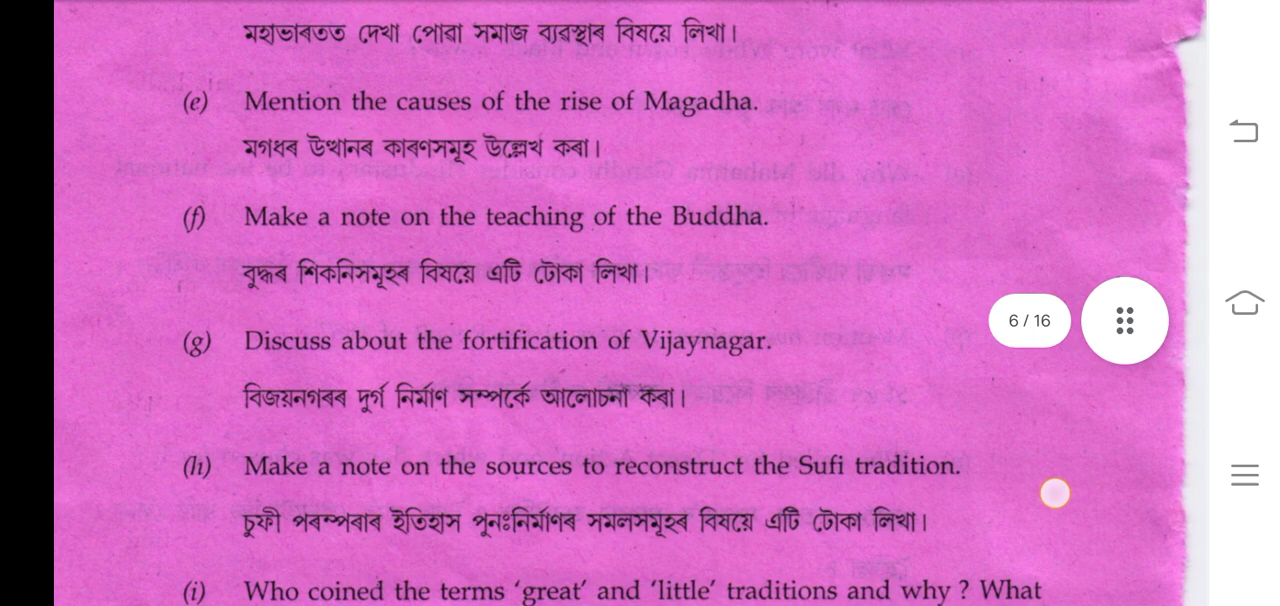 মহাভাৰতত দেখা পোৱা সমাজ ব্যৱস্থাৰ বিষয়ে লিখা।
(e) Mention the causes of the rise of Magadha.
মগধৰ উত্থানৰ কাৰণসমূহ উল্লেখ কৰা।
(f) Make a note on the teaching of the Buddha.
বুদ্ধৰ শিকনিসমূহৰ বিষয়ে এটি টোকা লিখা।
6 / 16
(g) Discuss about the fortification of Vijaynagar.
বিজয়নগৰৰ দুৰ্গ নিৰ্মাণ সম্পৰ্কে আলোচনা কৰা।
(h) Make a note on the sources to reconstruct the Sufi tradition.
চুফী পৰম্পৰাৰ ইতিহাস পুনঃনিৰ্মাণৰ সমলসমূহৰ বিষয়ে এটি টোকা লিখা।
(i) Who coined the terms ‘great’ and ‘little’ traditions and why ? What